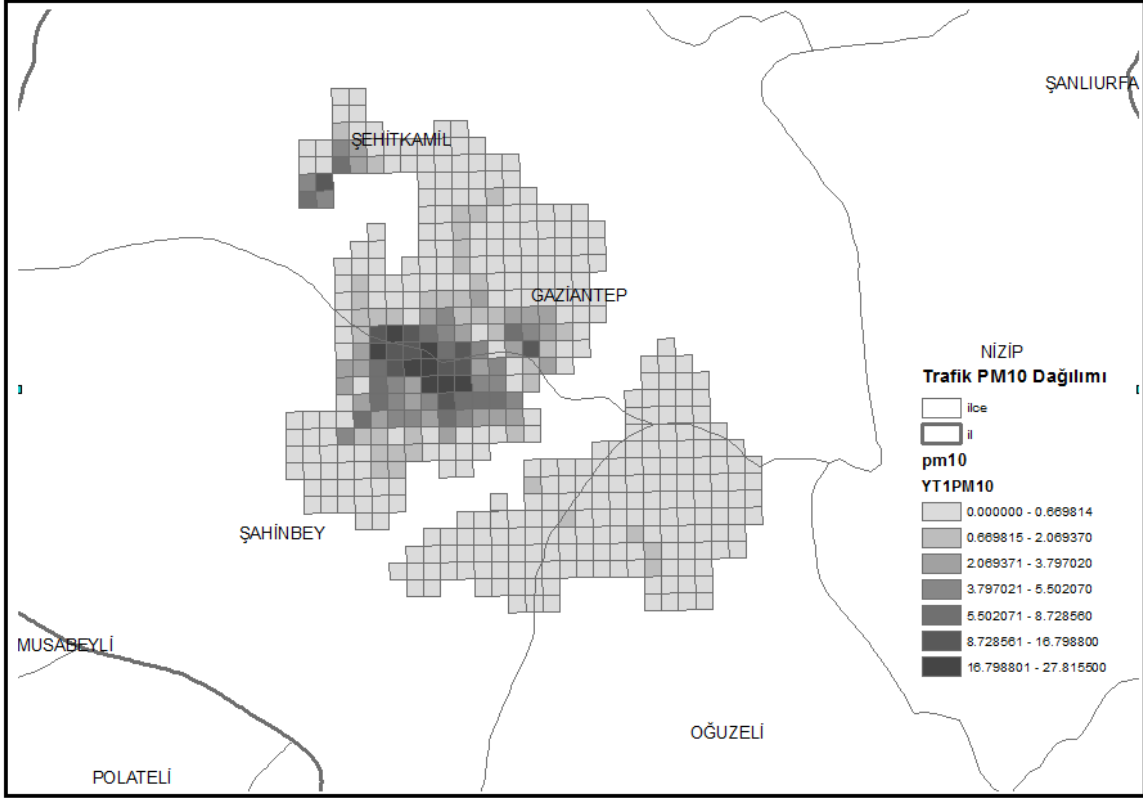 ŞANLIURFA
ŞEHİTKAMİL
GAZİANTEP
NİZİP
Trafik PM10 Dağılımı
ilce
il
pm10
YT1PM10
0.000000 - 0.669814
0.669815 - 2.069370
2.069371 - 3.797020
3.797021 - 5.502070
5.502071 - 8.728560
8.728561 - 16.798800
16.798801 - 27.815500
ŞAHİNBEY
MUSABEYLİ
OĞUZELİ
POLATELİ